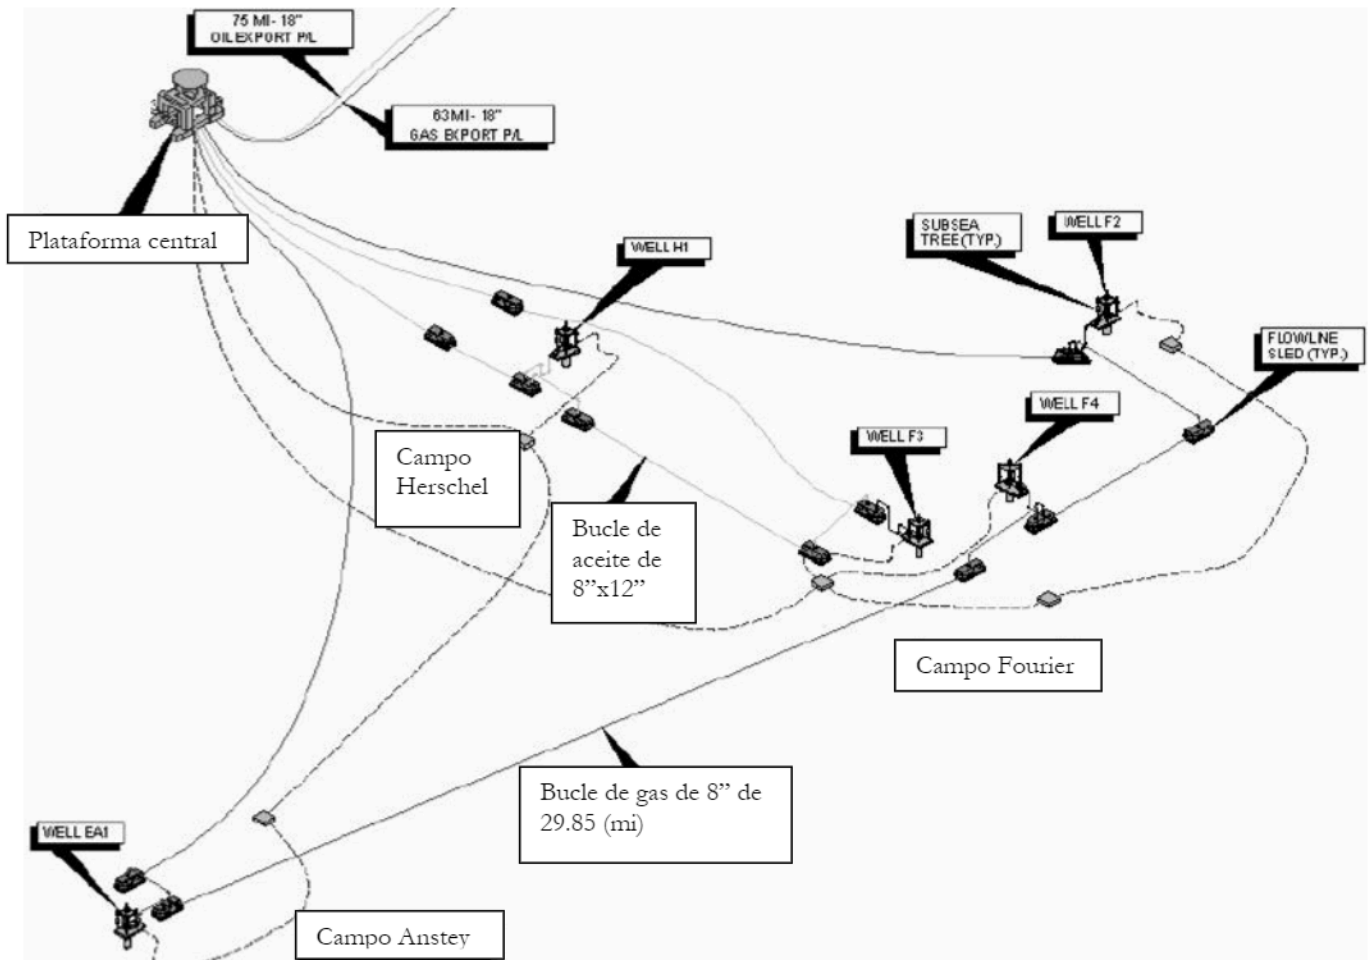 75 MI- 18"
OIL EXPORT P/L
63MI- 18"
GAS EXPORT P/L
Plataforma central
WELL H1
SUBSEA
TREE(TYP.)
WELL F2
FLOWLINE
SLED (TYP.)
WELL F4
WELL F3
Campo
Herschel
Bucle de
aceite de
8”x12”
Campo Fourier
Bucle de gas de 8” de
29.85 (mi)
WELL EA1
Campo Anstey